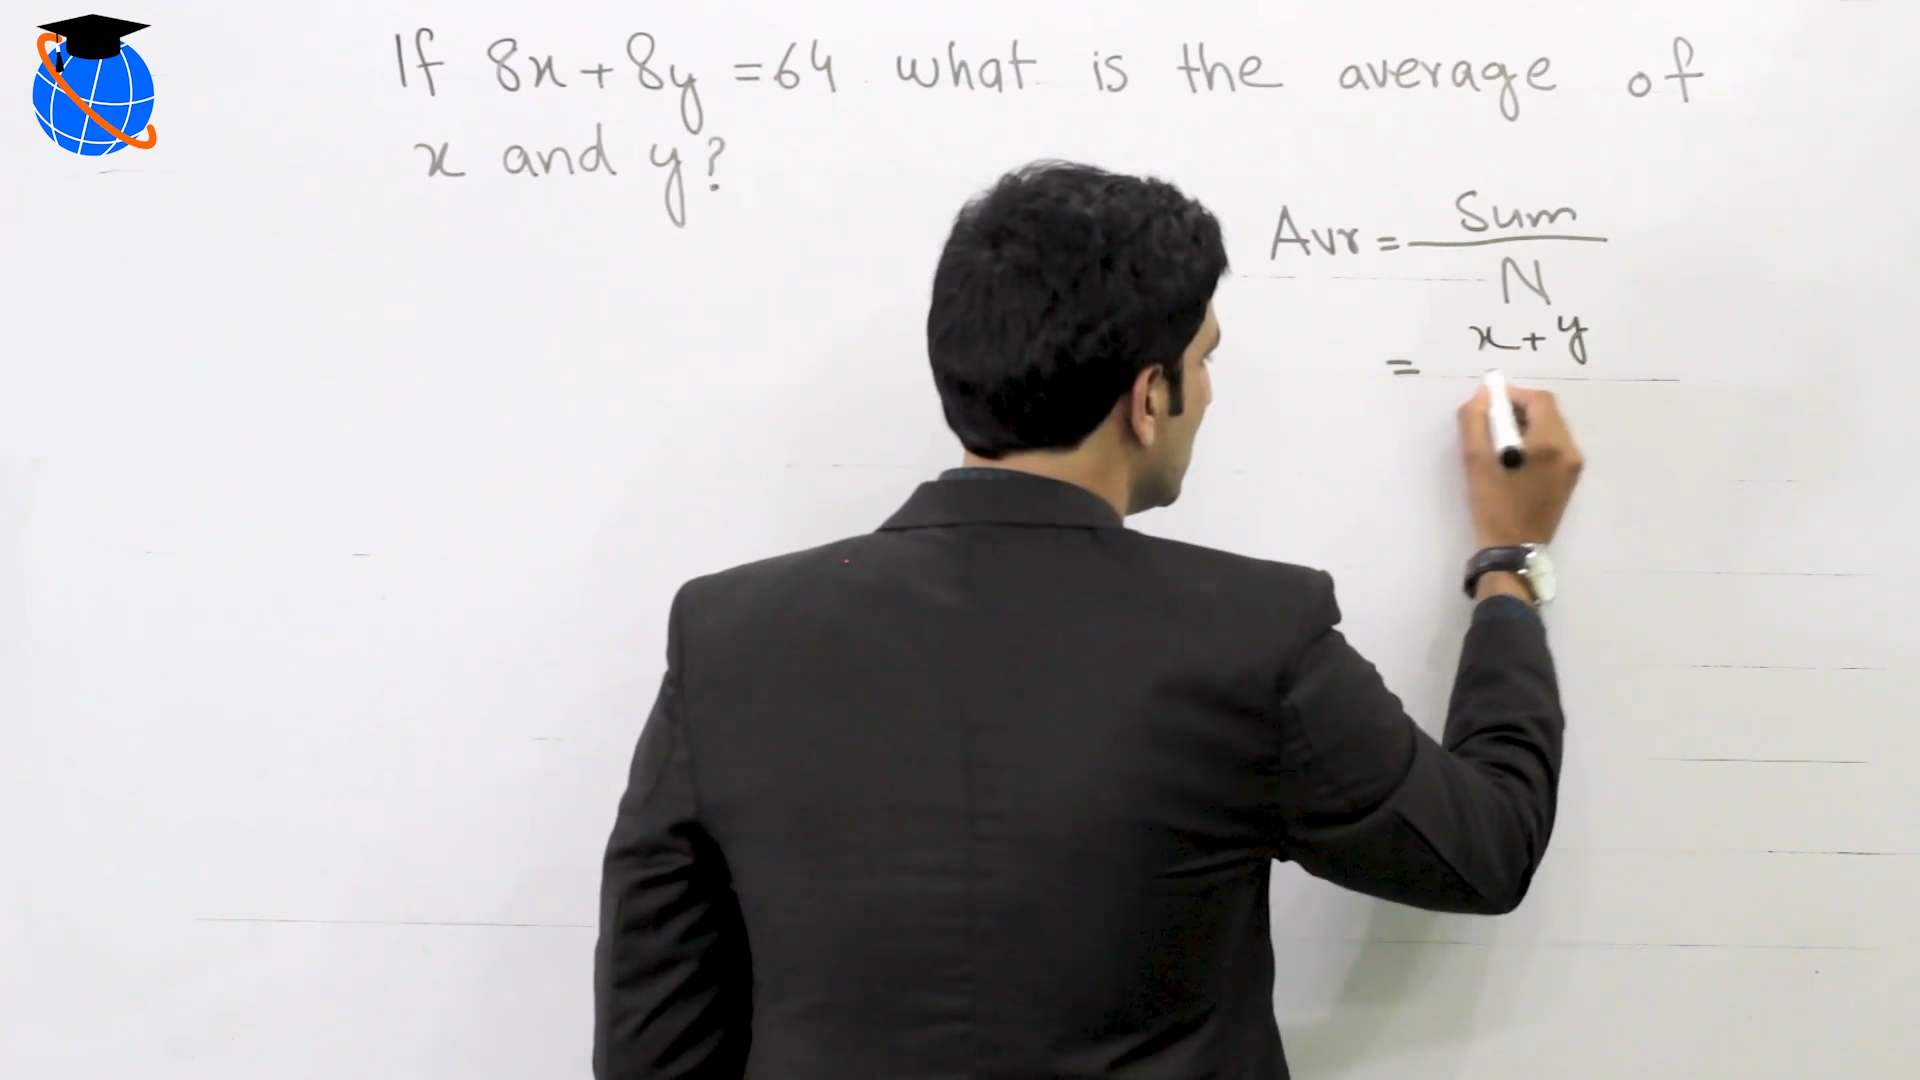 If 8x+8y =64 what is the average of
x and y?
Avr = Sum
N
= x+y